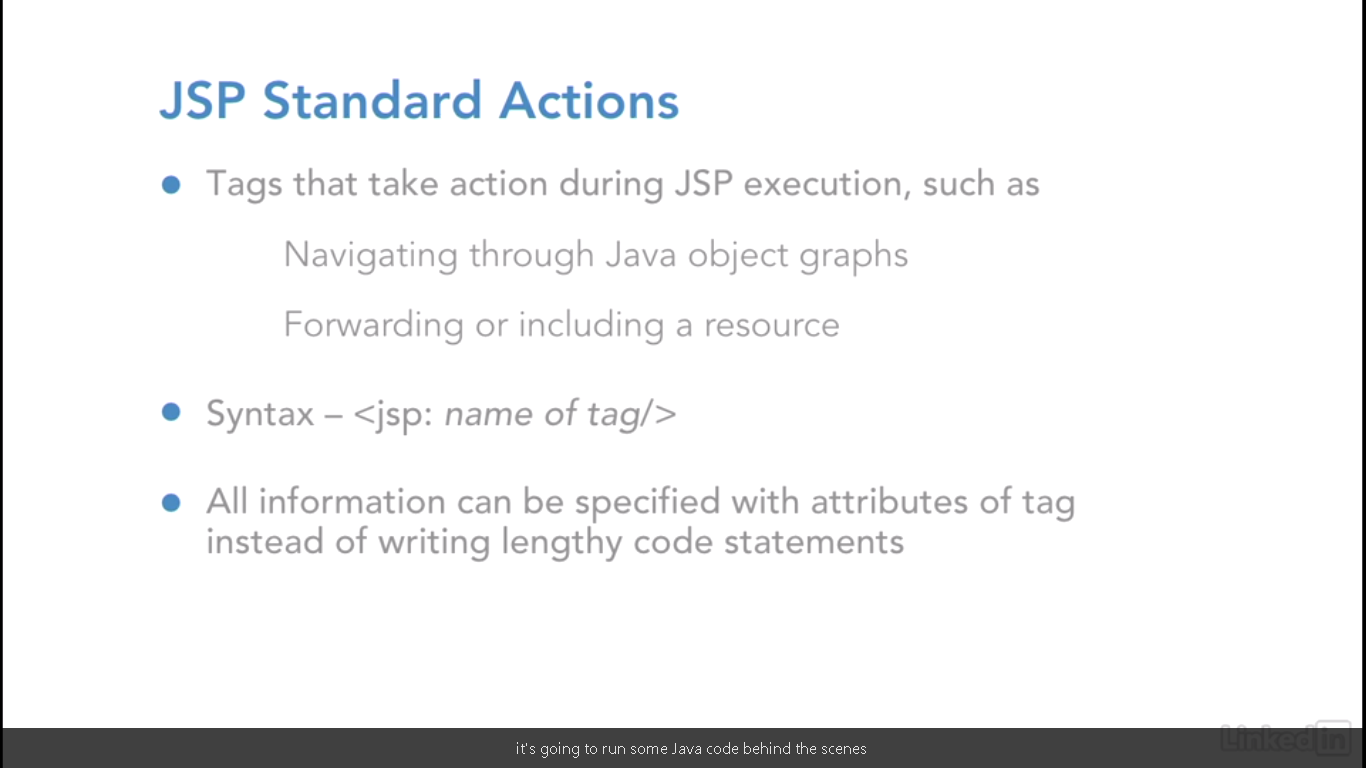 JSP Standard Actions
Tags that take action during JSP execution, such as
Navigating through Java object graphs
Forwarding or including a resource
Syntax – <jsp: name of tag/>
All information can be specified with attributes of tag
instead of writing lengthy code statements
LinkedIn
it's going to run some Java code behind the scenes